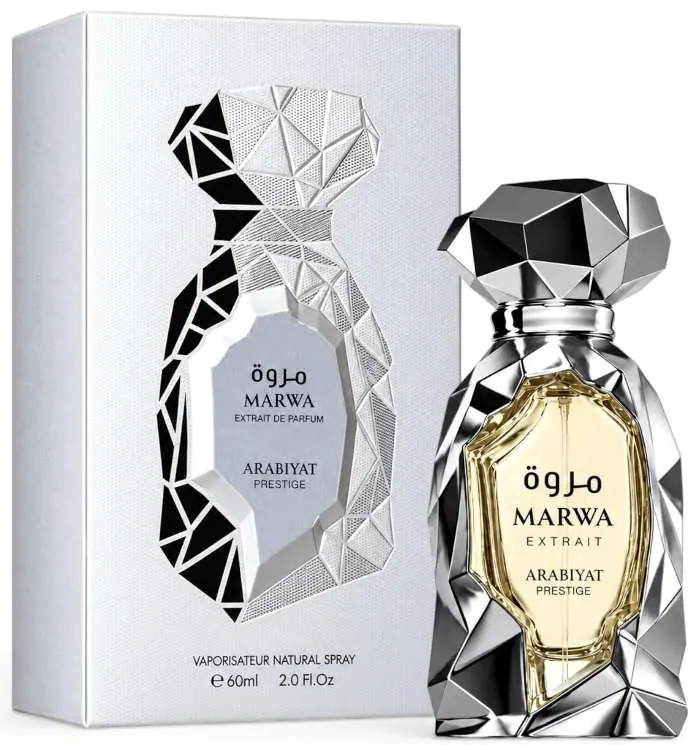 مروة
MARWA
EXTRAIT DE PARFUM
ARABIYAT
PRESTIGE
VAPORISATEUR NATURAL SPRAY
℮ 60ml 2.0 Fl.Oz
مروة
MARWA
EXTRAIT
ARABIYAT
PRESTIGE